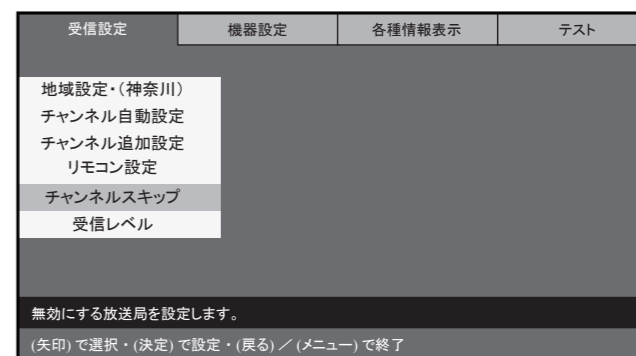 受信設定
機器設定
各種情報表示
テスト
地域設定・(神奈川)
チャンネル自動設定
チャンネル追加設定
リモコン設定
チャンネルスキップ
受信レベル
無効にする放送局を設定します。
(矢印) で選択・(決定) で設定・(戻る) ／ (メニュー) で終了